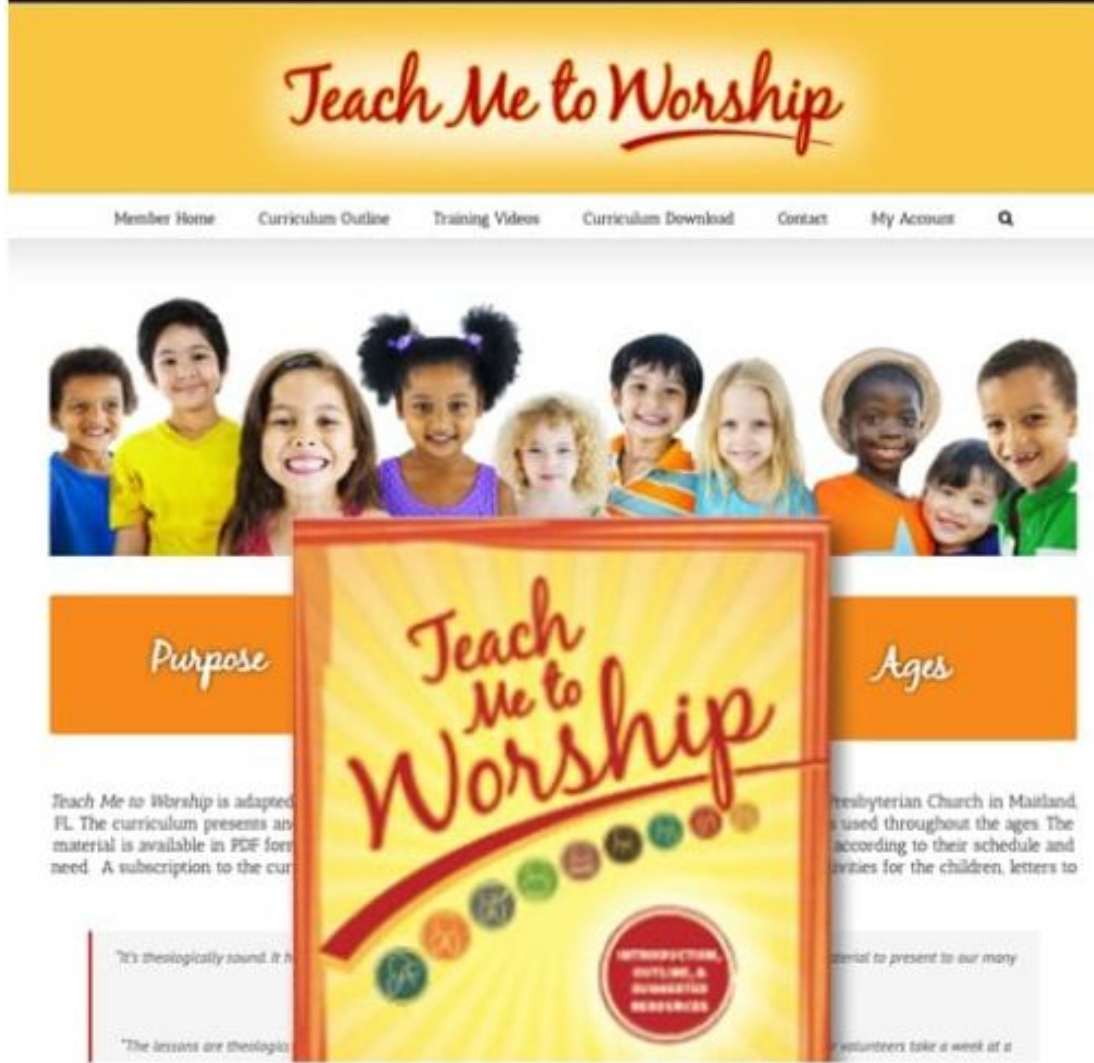 Teach Me to Worship
Member Home Curriculum Outline Training Videos Curriculum Download Contact My Account
Purpose
Ages
Teach Me to Worship is adapted
FL. The curriculum presents an
material is available in PDF for
need. A subscription to the cur
resbyterian Church in Maitland,
used throughout the ages. The
according to their schedule and
ivities for the children, letters to
"It's theologically sound. It h
terial to present to our many
"The lessons are theologic
volunteers take a week at a
Teach
Me to
Worship
INTRODUCTION,
OUTLINE, &
SUGGESTED
RESOURCES